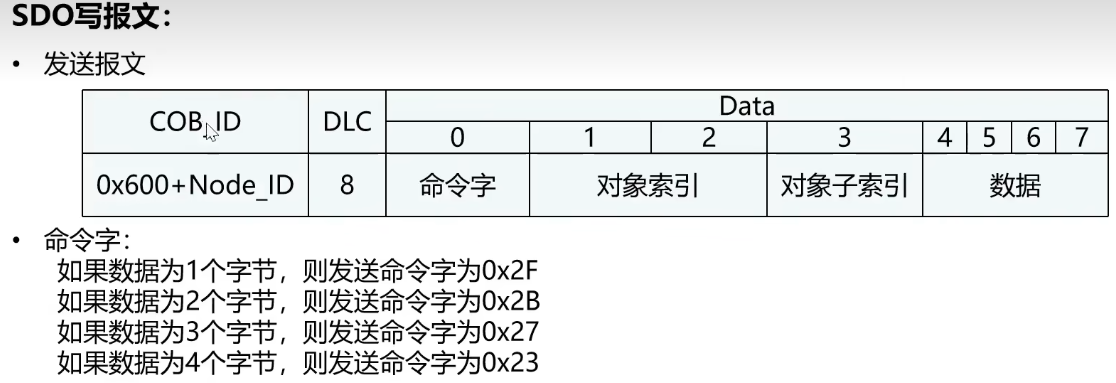 SDO写报文：
• 发送报文
COB_ID DLC Data
0 1 2 3 4 5 6 7
0x600+Node_ID 8 命令字 对象索引 对象子索引 数据
• 命令字：
如果数据为1个字节，则发送命令字为0x2F
如果数据为2个字节，则发送命令字为0x2B
如果数据为3个字节，则发送命令字为0x27
如果数据为4个字节，则发送命令字为0x23